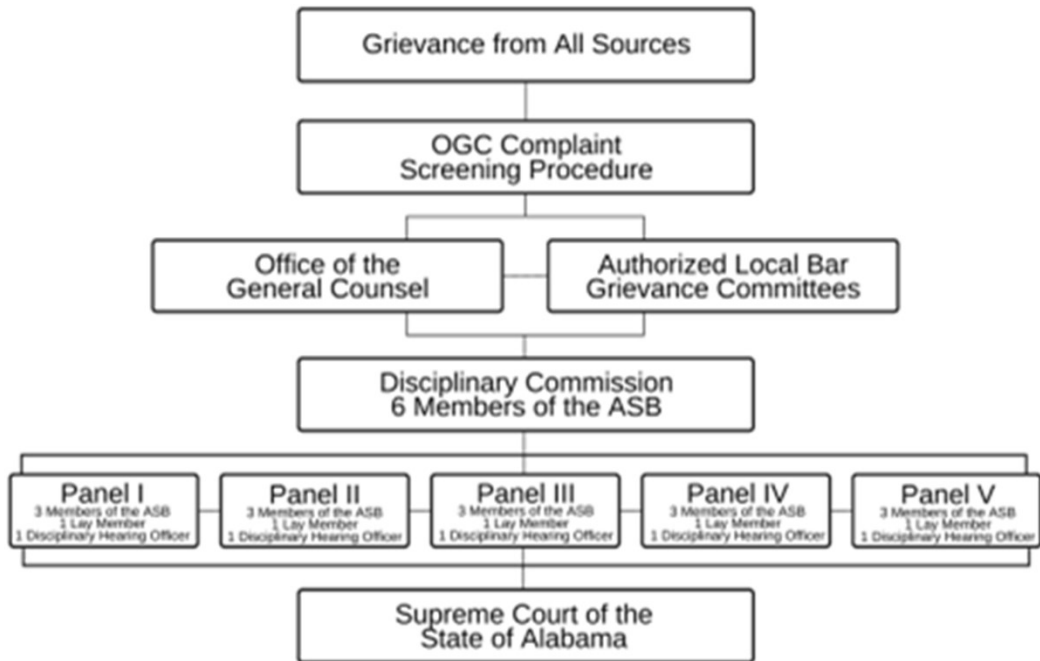 Grievance from All Sources
OGC Complaint
Screening Procedure
Office of the
General Counsel
Authorized Local Bar
Grievance Committees
Disciplinary Commission
6 Members of the ASB
Panel I
3 Members of the ASB
1 Lay Member
1 Disciplinary Hearing Officer
Panel II
3 Members of the ASB
1 Lay Member
1 Disciplinary Hearing Officer
Panel III
3 Members of the ASB
1 Lay Member
1 Disciplinary Hearing Officer
Panel IV
3 Members of the ASB
1 Lay Member
1 Disciplinary Hearing Officer
Panel V
3 Members of the ASB
1 Lay Member
1 Disciplinary Hearing Officer
Supreme Court of the
State of Alabama